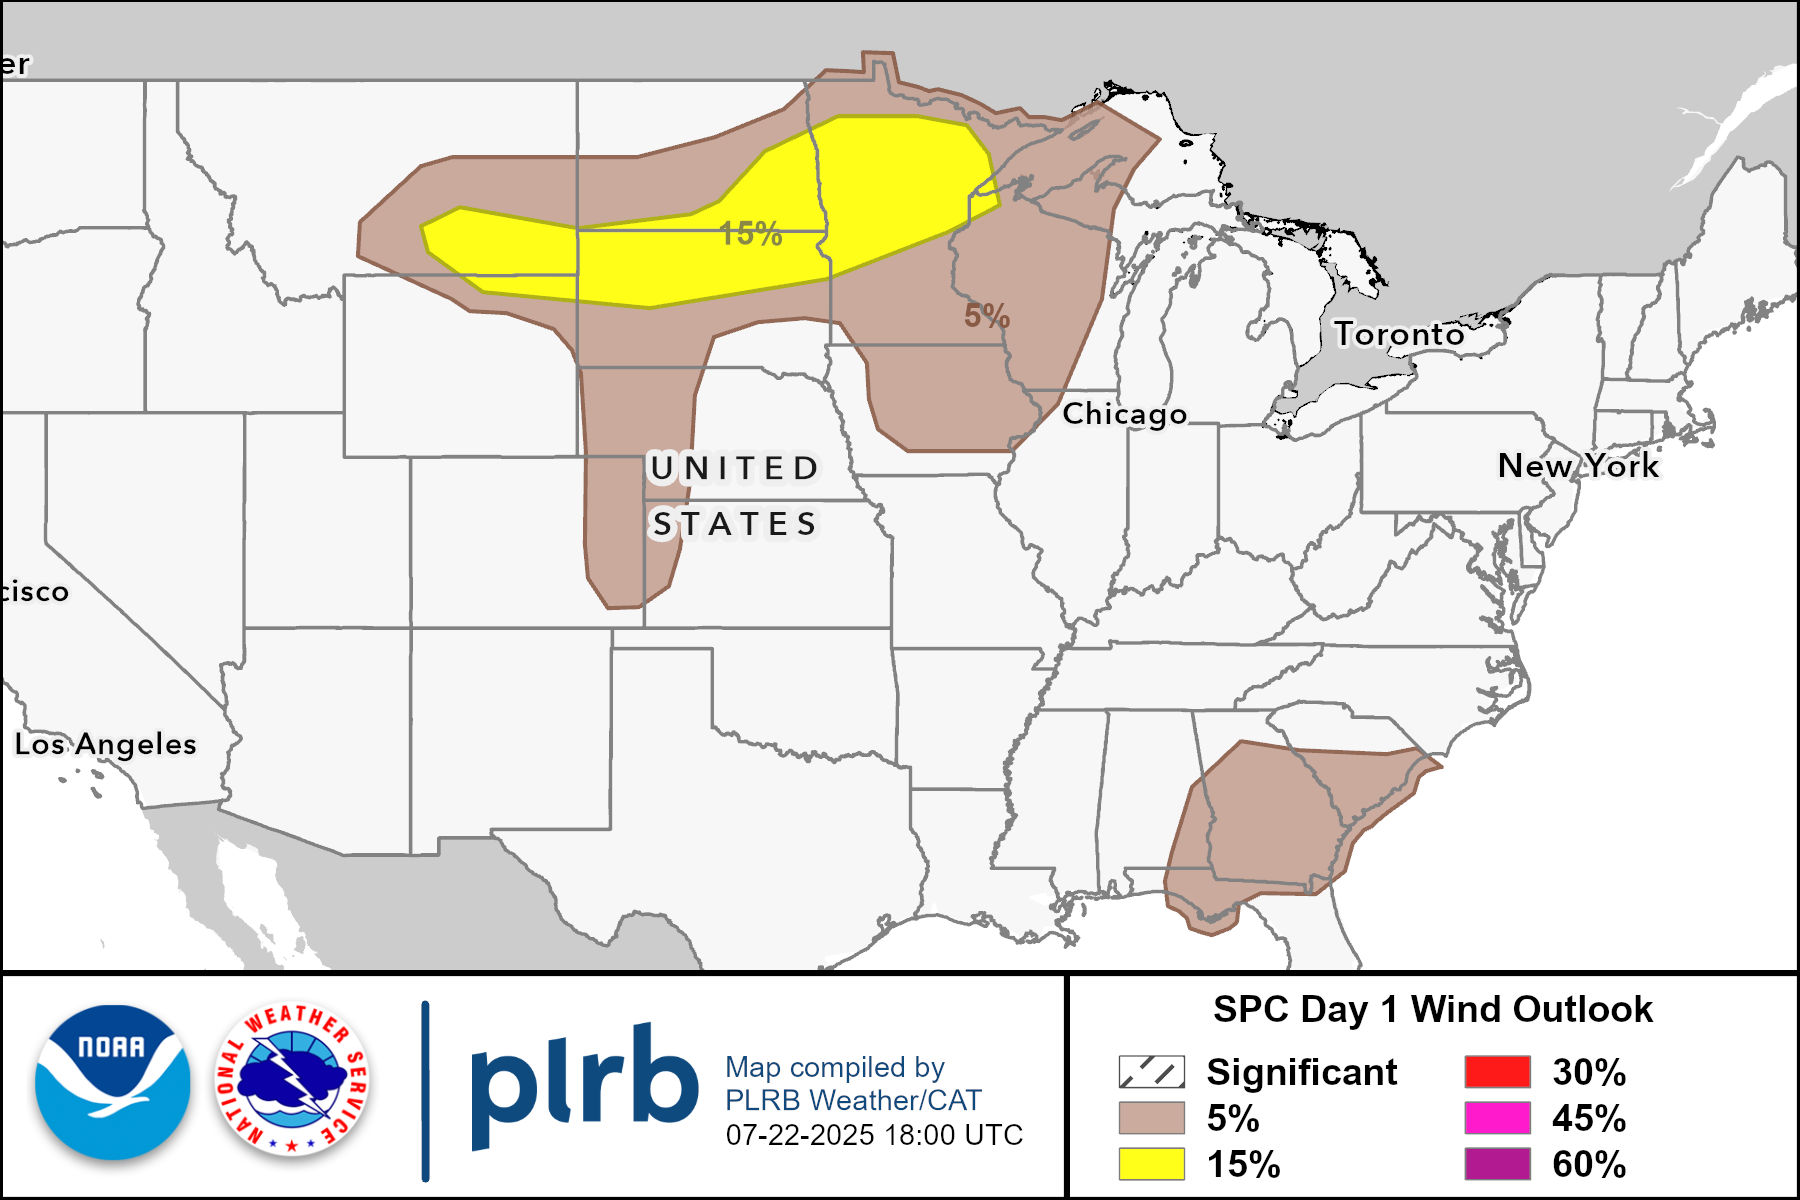 er
15%
5%
Toronto
Chicago
UNITED
STATES
New York
cisco
Los Angeles
NOAA
NATIONAL WEATHER SERVICE
plrb
Map compiled by
PLRB Weather/CAT
07-22-2025 18:00 UTC
SPC Day 1 Wind Outlook
Significant
5%
15%
30%
45%
60%